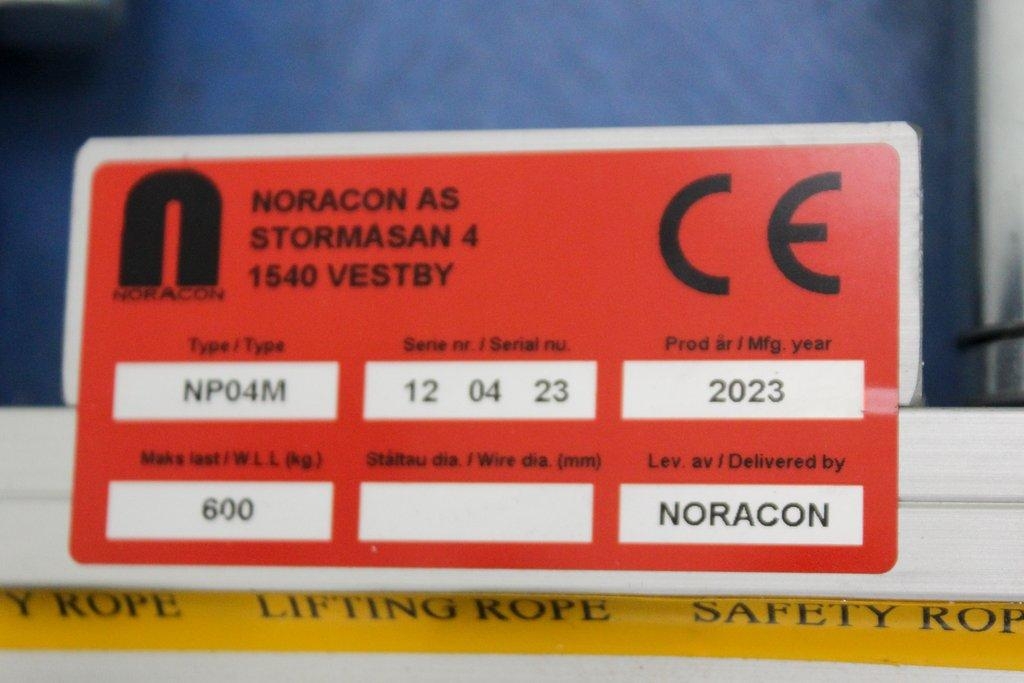 NORACON
NORACON AS
STORMÅSAN 4
1540 VESTBY
CE
Type / Type
Serie nr. / Serial nu.
Prod år / Mfg. year
NP04M
12 04 23
2023
Maks last / W.L.L (kg.)
Ståltau dia. / Wire dia. (mm)
Lev. av / Delivered by
600
NORACON
Y ROPE LIFTING ROPE SAFETY ROP